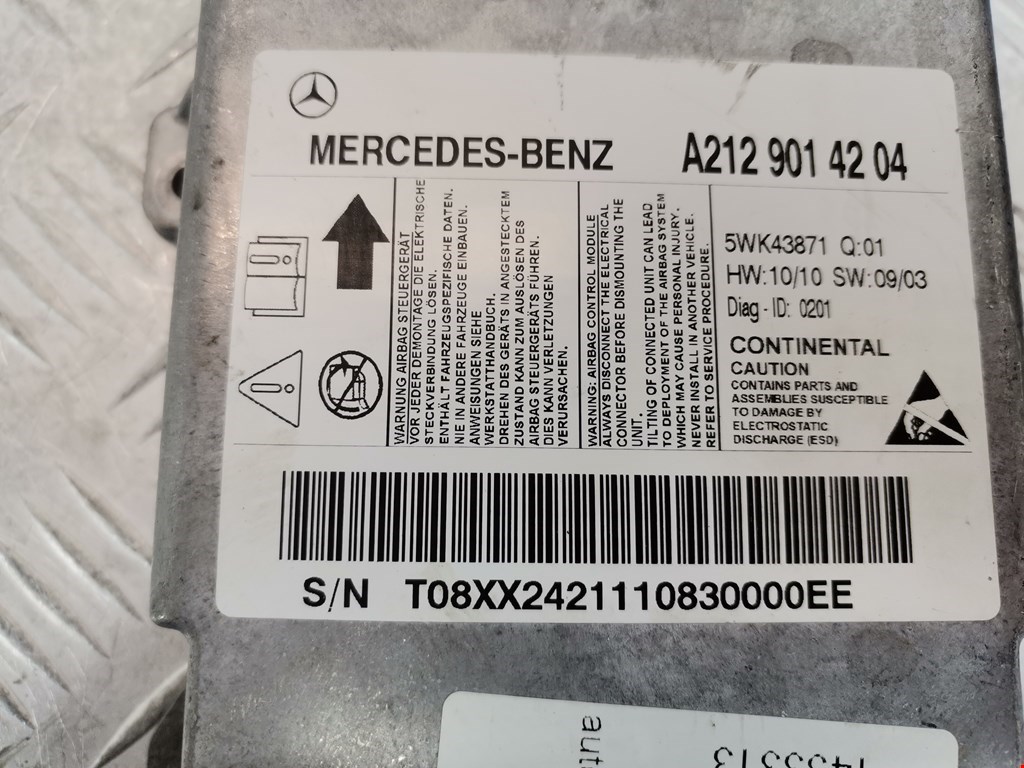 MERCEDES-BENZ A212 901 42 04
WARNUNG AIRBAG STEUERGERÄT
VOR JEDER DEMONTAGE DIE ELEKTRISCHE
STECKVERBINDUNG LÖSEN.
ENTHÄLT FAHRZEUGSPEZIFISCHE DATEN.
NIE IN ANDERE FAHRZEUGE EINBAUEN.
ANWEISUNGEN SIEHE
WERKSTATTHANDBUCH.
DREHEN DES GERÄTS IN ANGESTECKTEM
ZUSTAND KANN ZUM AUSLÖSEN DES
AIRBAG STEUERGERÄTS FÜHREN.
DIES KANN VERLETZUNGEN
VERURSACHEN.
WARNING: AIRBAG CONTROL MODULE
ALWAYS DISCONNECT THE ELECTRICAL
CONNECTOR BEFORE DISMOUNTING THE
UNIT.
TILTING OF CONNECTED UNIT CAN LEAD
TO DEPLOYMENT OF THE AIRBAG SYSTEM
WHICH MAY CAUSE PERSONAL INJURY.
NEVER INSTALL IN ANOTHER VEHICLE.
REFER TO SERVICE PROCEDURE.
5WK43871 Q:01
HW:10/10 SW:09/03
Diag-ID: 0201
CONTINENTAL
CAUTION
CONTAINS PARTS AND
ASSEMBLIES SUSCEPTIBLE
TO DAMAGE BY
ELECTROSTATIC
DISCHARGE (ESD)
S/N T08XX2421110830000EE